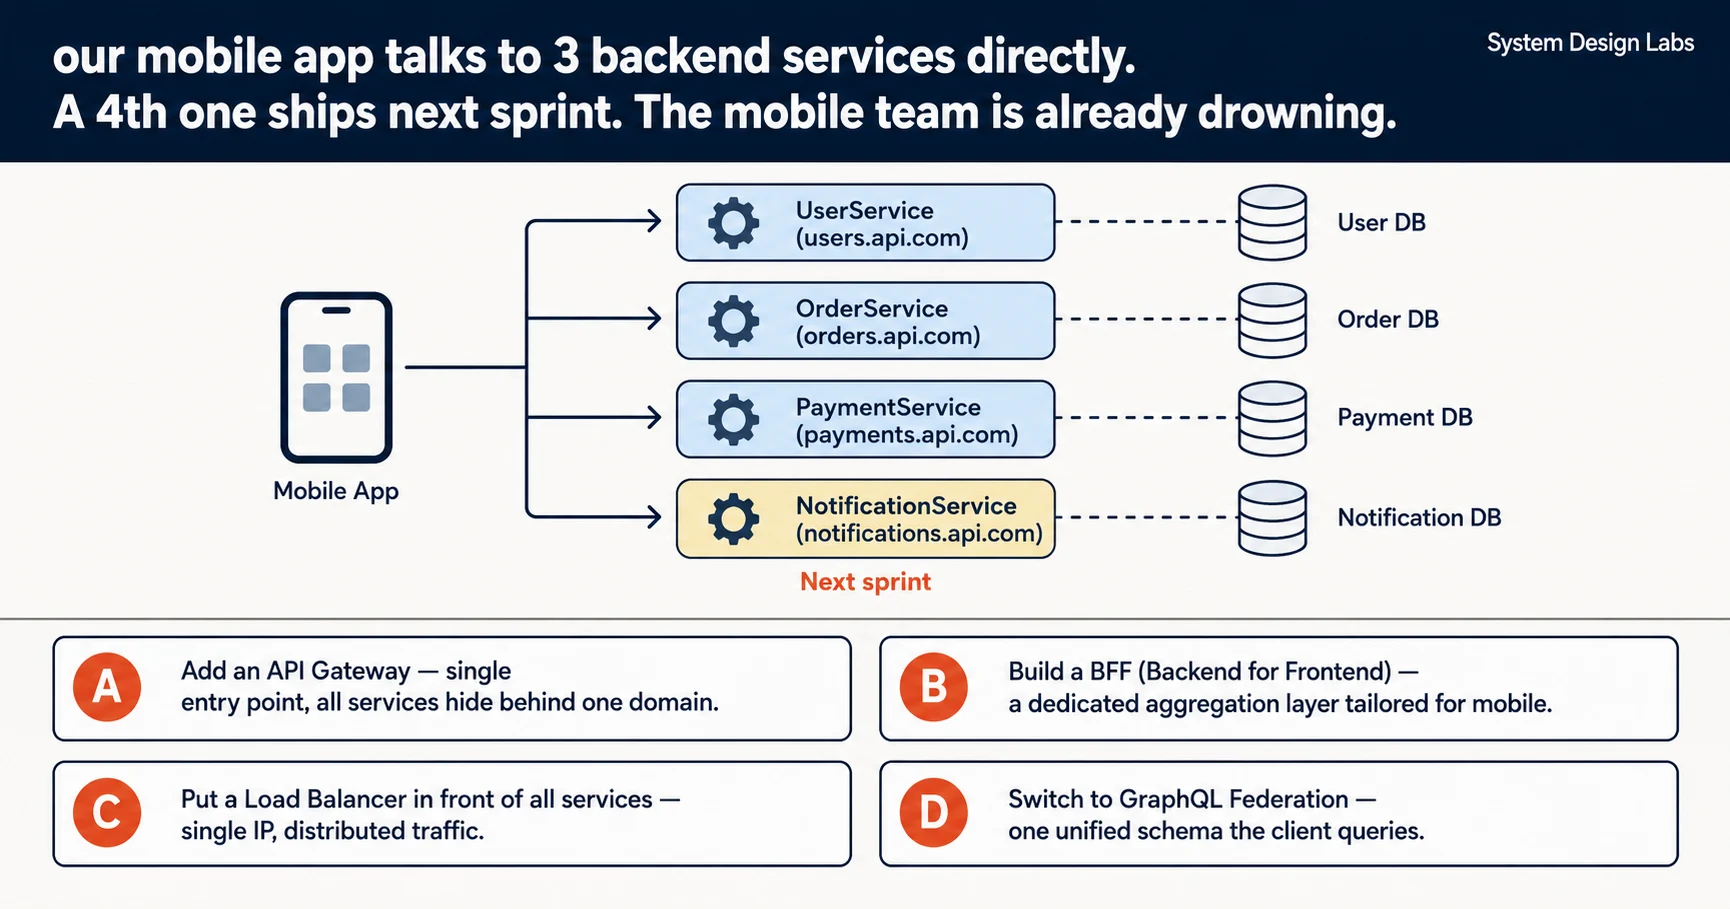 our mobile app talks to 3 backend services directly.
A 4th one ships next sprint. The mobile team is already drowning.
System Design Labs
Mobile App
UserService
(users.api.com)
User DB
OrderService
(orders.api.com)
Order DB
PaymentService
(payments.api.com)
Payment DB
NotificationService
(notifications.api.com)
Notification DB
Next sprint
A
Add an API Gateway — single
entry point, all services hide behind one domain.
B
Build a BFF (Backend for Frontend) —
a dedicated aggregation layer tailored for mobile.
C
Put a Load Balancer in front of all services —
single IP, distributed traffic.
D
Switch to GraphQL Federation —
one unified schema the client queries.